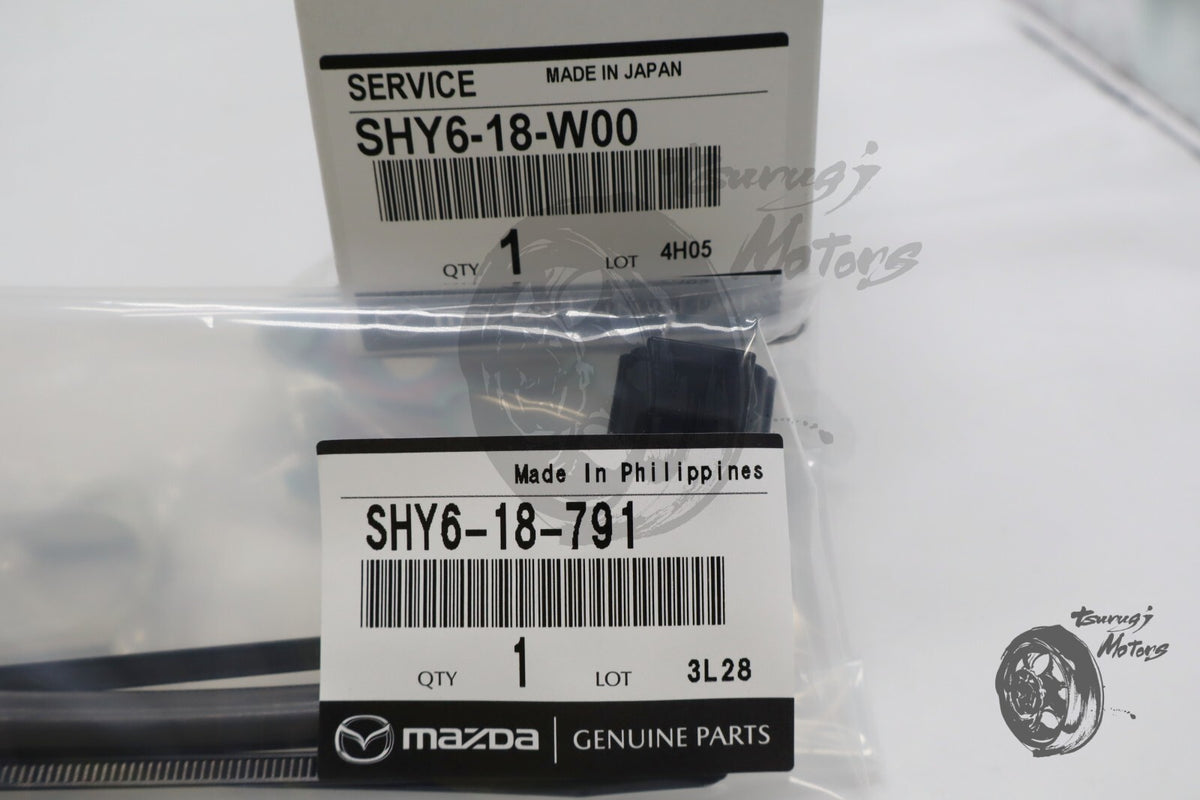 SERVICE MADE IN JAPAN
SHY6-18-W00
QTY 1 LOT 4H05
tsurugi
Motors
Made In Philippines
SHY6-18-791
QTY 1 LOT 3L28
mazda GENUINE PARTS
tsurugi
Motors